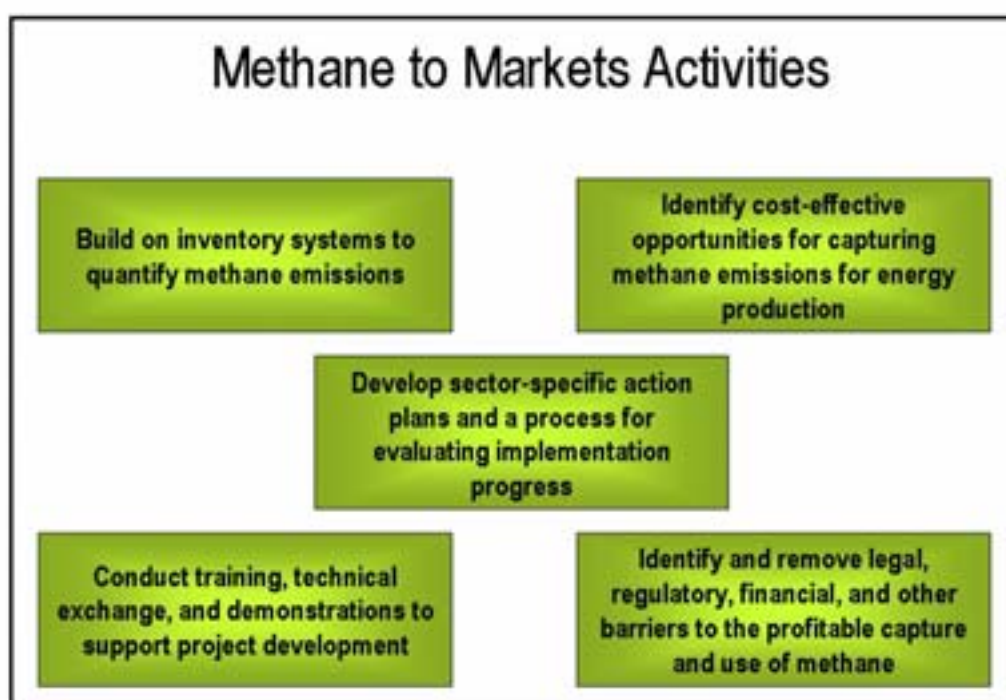 Methane to Markets Activities
Build on inventory systems to
quantify methane emissions
Identify cost-effective
opportunities for capturing
methane emissions for energy
production
Develop sector-specific action
plans and a process for
evaluating implementation
progress
Conduct training, technical
exchange, and demonstrations to
support project development
Identify and remove legal,
regulatory, financial, and other
barriers to the profitable capture
and use of methane